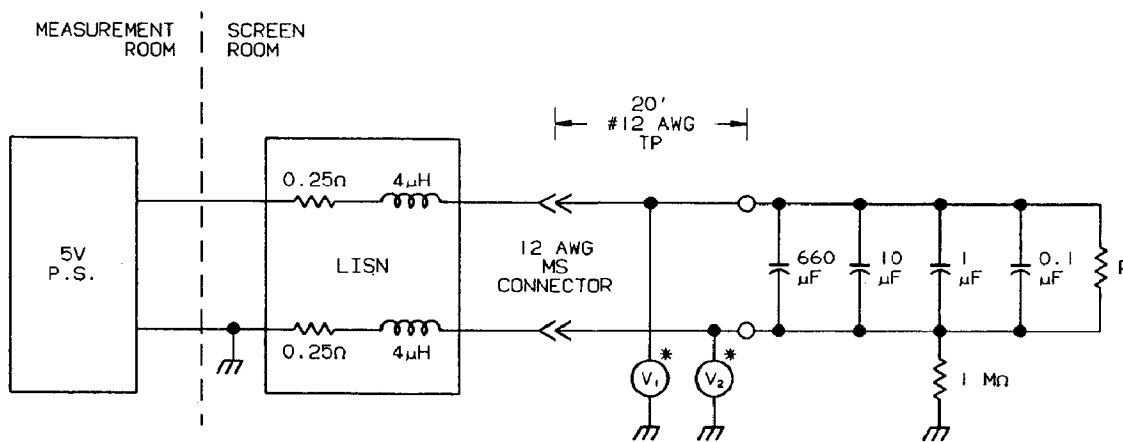 MEASUREMENT
ROOM
SCREEN
ROOM
20'
#12 AWG
TP
0.25Ω
4μH
5V
P.S.
LISN
12 AWG
MS
CONNECTOR
660
μF
10
μF
1
μF
0.1
μF
0.25Ω
4μH
V₁
*
V₂
*
1 MΩ